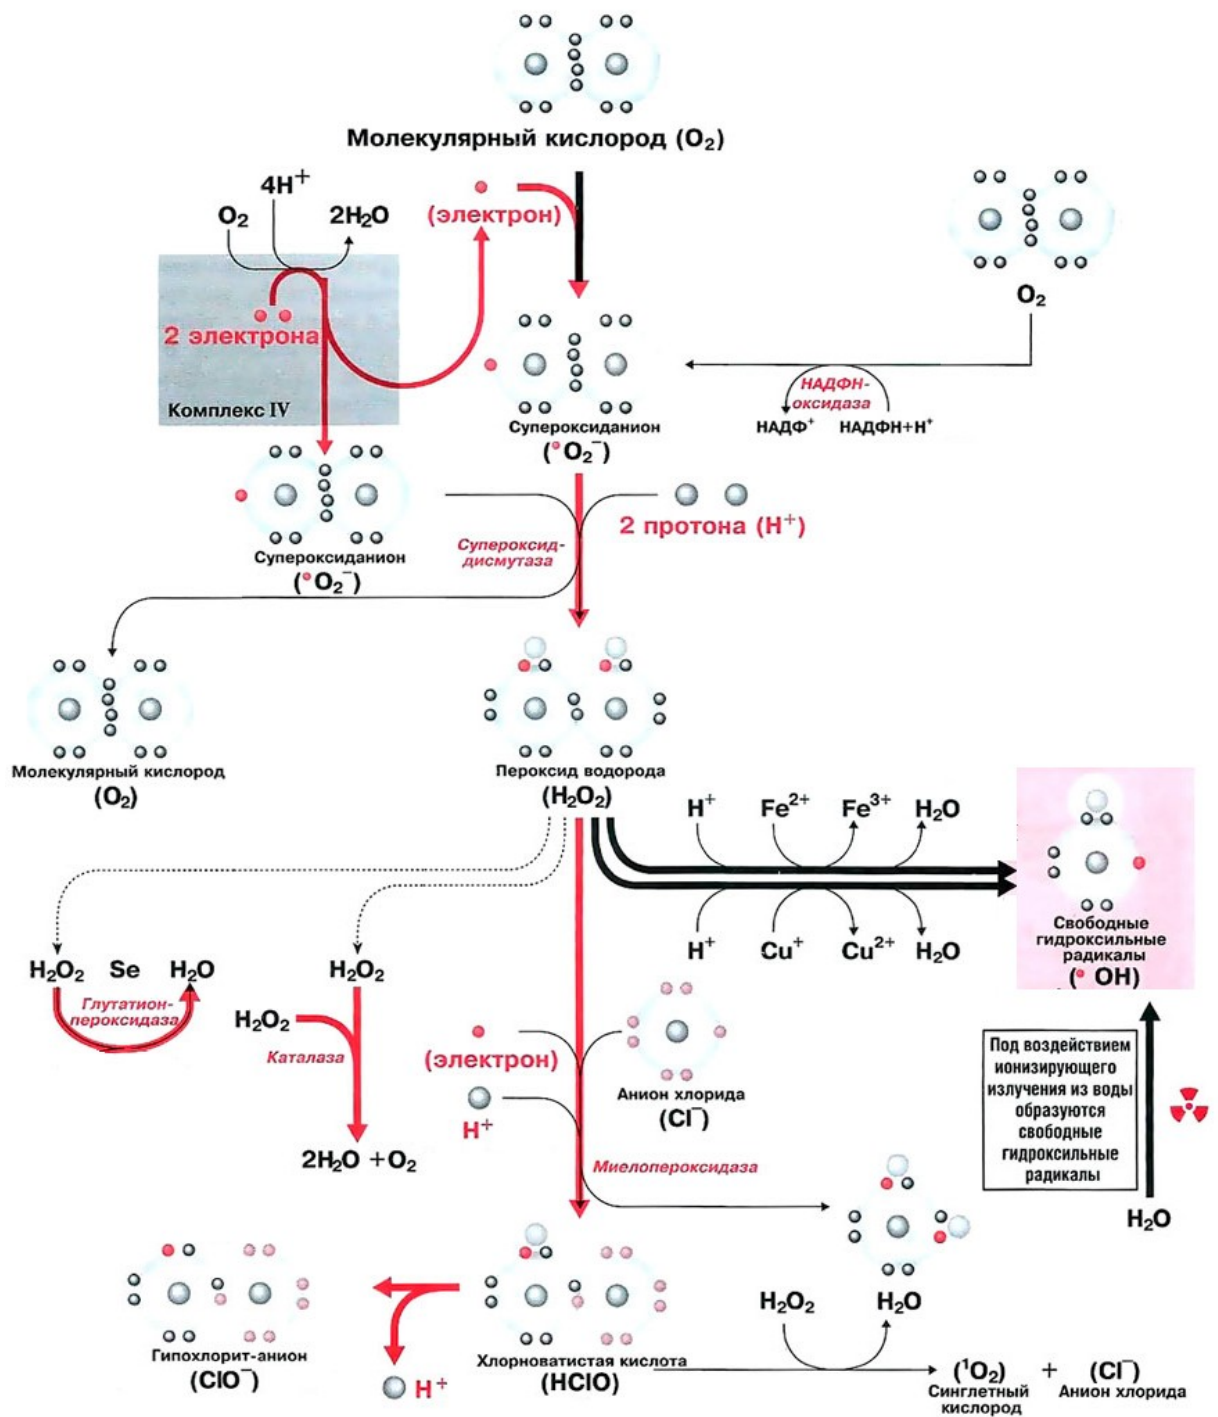 Молекулярный кислород (O₂)
4H⁺
O₂
2H₂O
(электрон)
2 электрона
Комплекс IV
O₂
НАДФН-
оксидаза
НАДФ⁺
НАДФН+H⁺
Супероксиданион
(•O₂⁻)
Супероксиданион
(•O₂⁻)
Супероксид-
дисмутаза
2 протона (H⁺)
Молекулярный кислород
(O₂)
Пероксид водорода
(H₂O₂)
H⁺
Fe²⁺
Fe³⁺
H₂O
H⁺
Cu⁺
Cu²⁺
H₂O
Свободные
гидроксильные
радикалы
(• OH)
H₂O₂
Se
H₂O
Глутатион-
пероксидаза
H₂O₂
H₂O₂
Каталаза
2H₂O + O₂
(электрон)
H⁺
Анион хлорида
(Cl⁻)
Миелопероксидаза
Под воздействием
ионизирующего
излучения из воды
образуются
свободные
гидроксильные
радикалы
H₂O
Гипохлорит-анион
(ClO⁻)
H⁺
Хлорноватистая кислота
(HClO)
H₂O₂
H₂O
(¹O₂)
Синглетный
кислород
+
(Cl⁻)
Анион хлорида